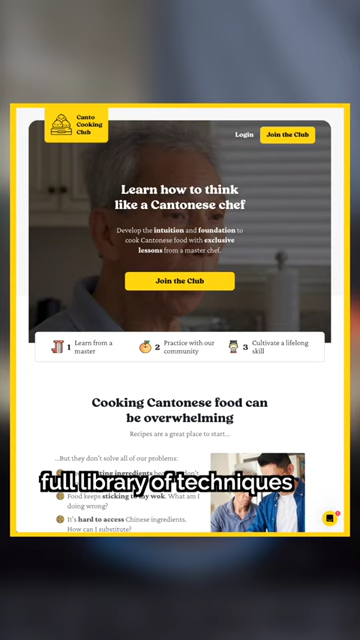 Canto
Cooking
Club
Login
Join the Club
Learn how to think
like a Cantonese chef
Develop the intuition and foundation to
cook Cantonese food with exclusive
lessons from a master chef.
Join the Club
1 Learn from a
master
2 Practice with our
community
3 Cultivate a lifelong
skill
Cooking Cantonese food can
be overwhelming
Recipes are a great place to start...
...But they don't solve all of our problems:
full library of techniques
Food keeps sticking to my wok. What am I
doing wrong?
It's hard to access Chinese ingredients.
How can I substitute?